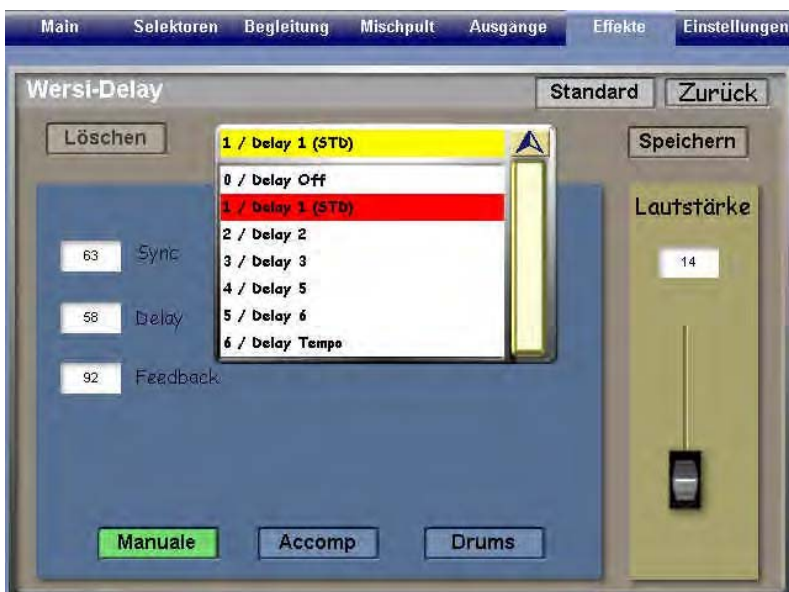 Main Selektoren Begleitung Mischpult Ausgänge Effekte Einstellungen
Wersi-Delay Standard Zurück
Löschen 1 / Delay 1 (STD) Speichern
0 / Delay Off
1 / Delay 1 (STD)
2 / Delay 2
3 / Delay 3
4 / Delay 5
5 / Delay 6
6 / Delay Tempo
63 Sync
58 Delay
92 Feedback
Lautstärke
14
Manuale Accomp Drums